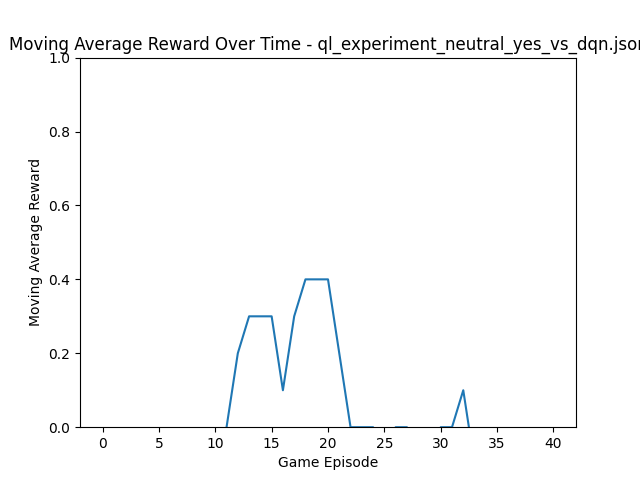 Moving Average Reward Over Time - ql_experiment_neutral_yes_vs_dqn.json
1.0
0.8
0.6
0.4
0.2
0.0
Moving Average Reward
0 5 10 15 20 25 30 35 40
Game Episode